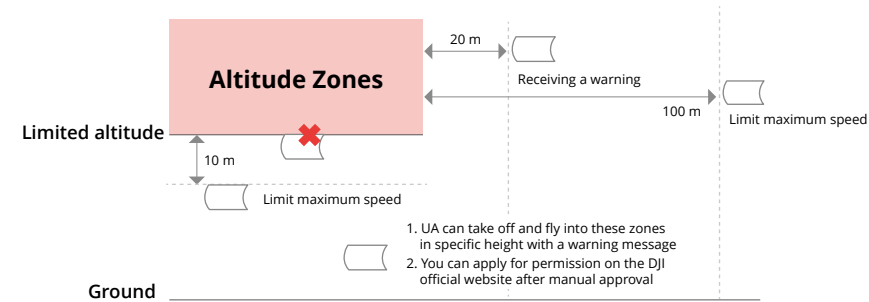 20 m
Altitude Zones
Receiving a warning
100 m
Limit maximum speed
Limited altitude
10 m
Limit maximum speed
1. UA can take off and fly into these zones
in specific height with a warning message
2. You can apply for permission on the DJI
official website after manual approval
Ground